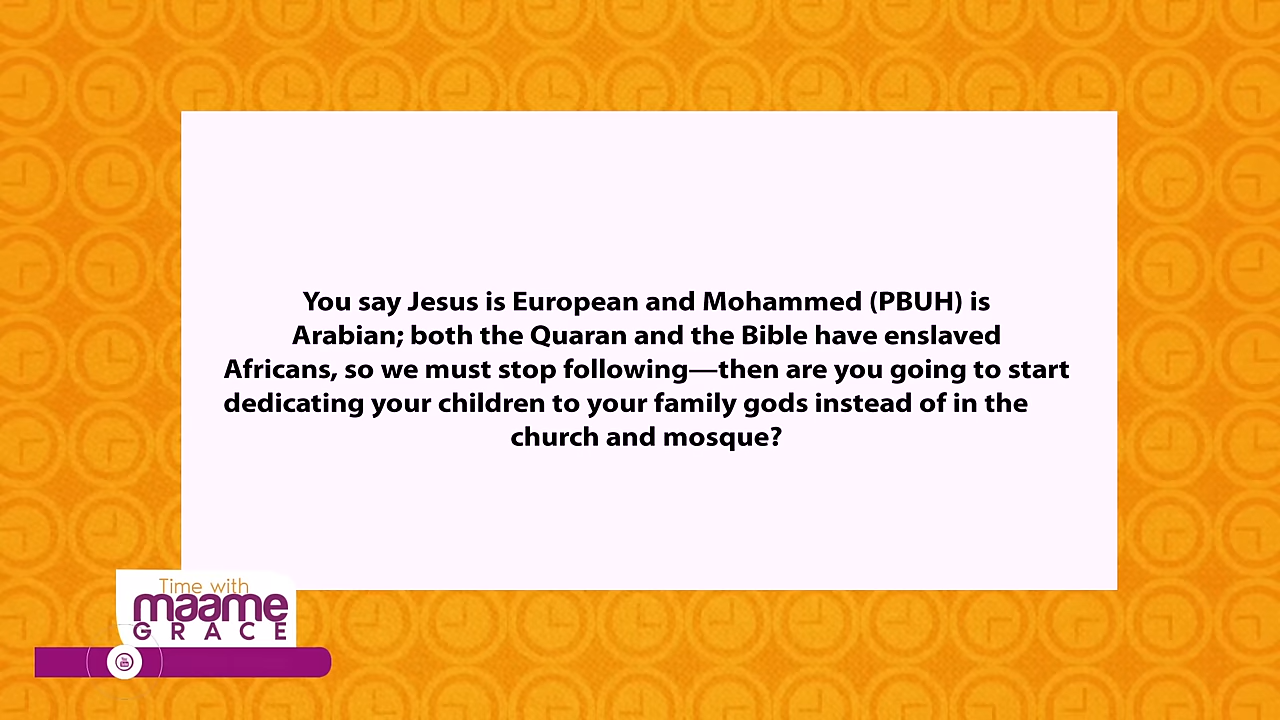 You say Jesus is European and Mohammed (PBUH) is
Arabian; both the Quaran and the Bible have enslaved
Africans, so we must stop following—then are you going to start
dedicating your children to your family gods instead of in the
church and mosque?
Time with
maame
GRACE